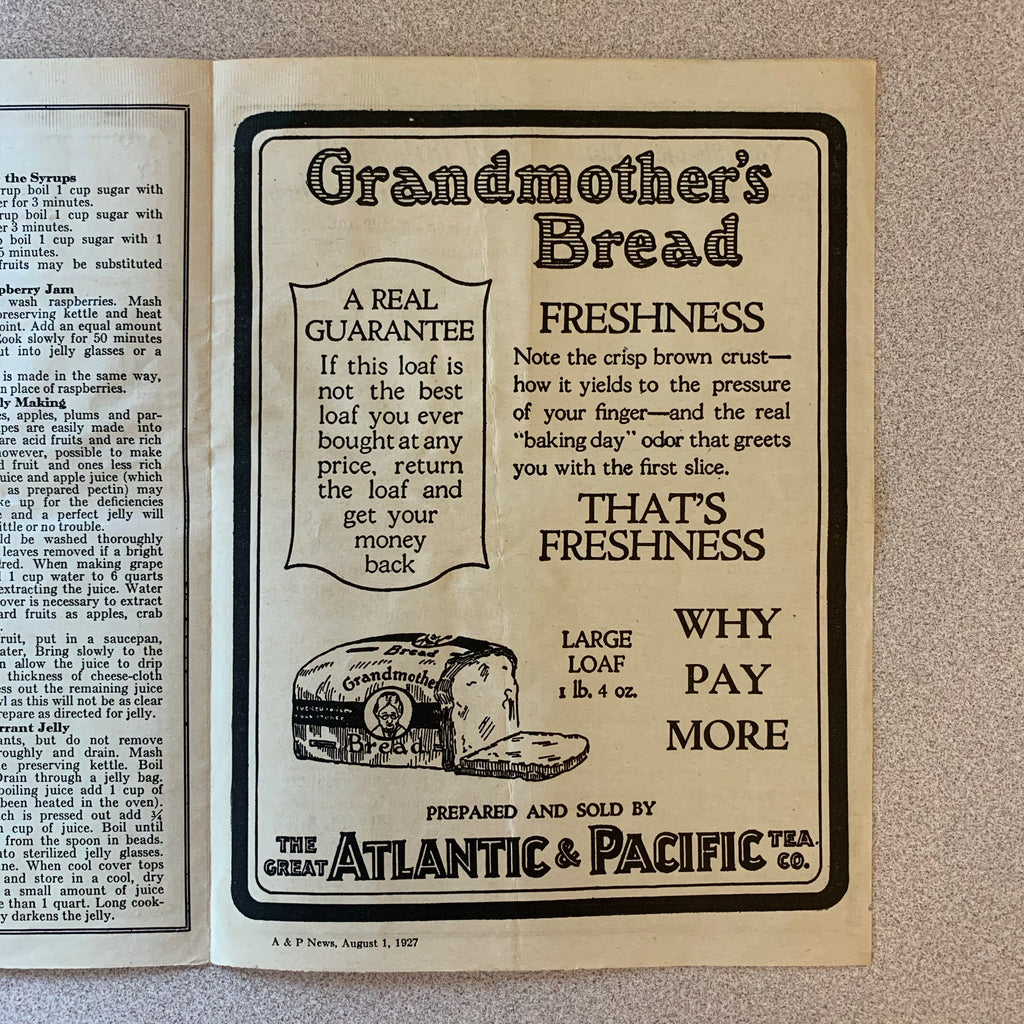 the Syrups
rup boil 1 cup sugar with
er for 3 minutes.
rup boil 1 cup sugar with
er 3 minutes.
boil 1 cup sugar with 1
5 minutes.
fruits may be substituted
pberry Jam
wash raspberries. Mash
preserving kettle and heat
oint. Add an equal amount
Cook slowly for 50 minutes
ut into jelly glasses or a
is made in the same way,
n place of raspberries.
ly Making
es, apples, plums and par-
pes are easily made into
are acid fruits and are rich
however, possible to make
d fruit and ones less rich
uice and apple juice (which
as prepared pectin) may
ke up for the deficiencies
and a perfect jelly will
ittle or no trouble.
ld be washed thoroughly
leaves removed if a bright
red. When making grape
1 cup water to 6 quarts
extracting the juice. Water
over is necessary to extract
ard fruits as apples, crab
ruit, put in a saucepan,
ater, Bring slowly to the
n allow the juice to drip
thickness of cheese-cloth
ess out the remaining juice
wl as this will not be as clear
repare as directed for jelly.
rrant Jelly
ants, but do not remove
roughly and drain. Mash
e preserving kettle. Boil
Drain through a jelly bag.
boiling juice add 1 cup of
been heated in the oven).
ch is pressed out add ¾
cup of juice. Boil until
from the spoon in beads.
nto sterilized jelly glasses.
ne. When cool cover tops
and store in a cool, dry
a small amount of juice
e than 1 quart. Long cook-
y darkens the jelly.
Grandmother's
Bread
A REAL
GUARANTEE
If this loaf is
not the best
loaf you ever
bought at any
price, return
the loaf and
get your
money
back
FRESHNESS
Note the crisp brown crust—
how it yields to the pressure
of your finger—and the real
"baking day" odor that greets
you with the first slice.
THAT'S
FRESHNESS
Bread
Grandmother
Bread
LARGE
LOAF
1 lb. 4 oz.
WHY
PAY
MORE
PREPARED AND SOLD BY
THE GREAT ATLANTIC & PACIFIC TEA CO.
A & P News, August 1, 1927